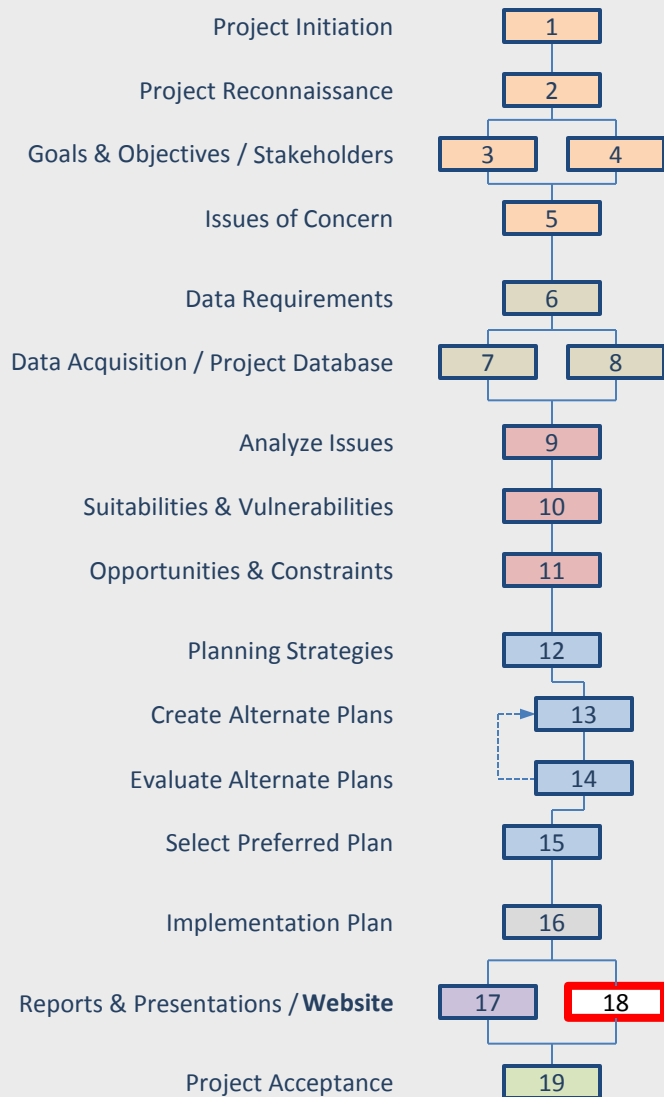 Project Initiation 1
Project Reconnaissance 2
Goals & Objectives / Stakeholders 3 4
Issues of Concern 5
Data Requirements 6
Data Acquisition / Project Database 7 8
Analyze Issues 9
Suitabilities & Vulnerabilities 10
Opportunities & Constraints 11
Planning Strategies 12
Create Alternate Plans 13
Evaluate Alternate Plans 14
Select Preferred Plan 15
Implementation Plan 16
Reports & Presentations / Website 17 18
Project Acceptance 19